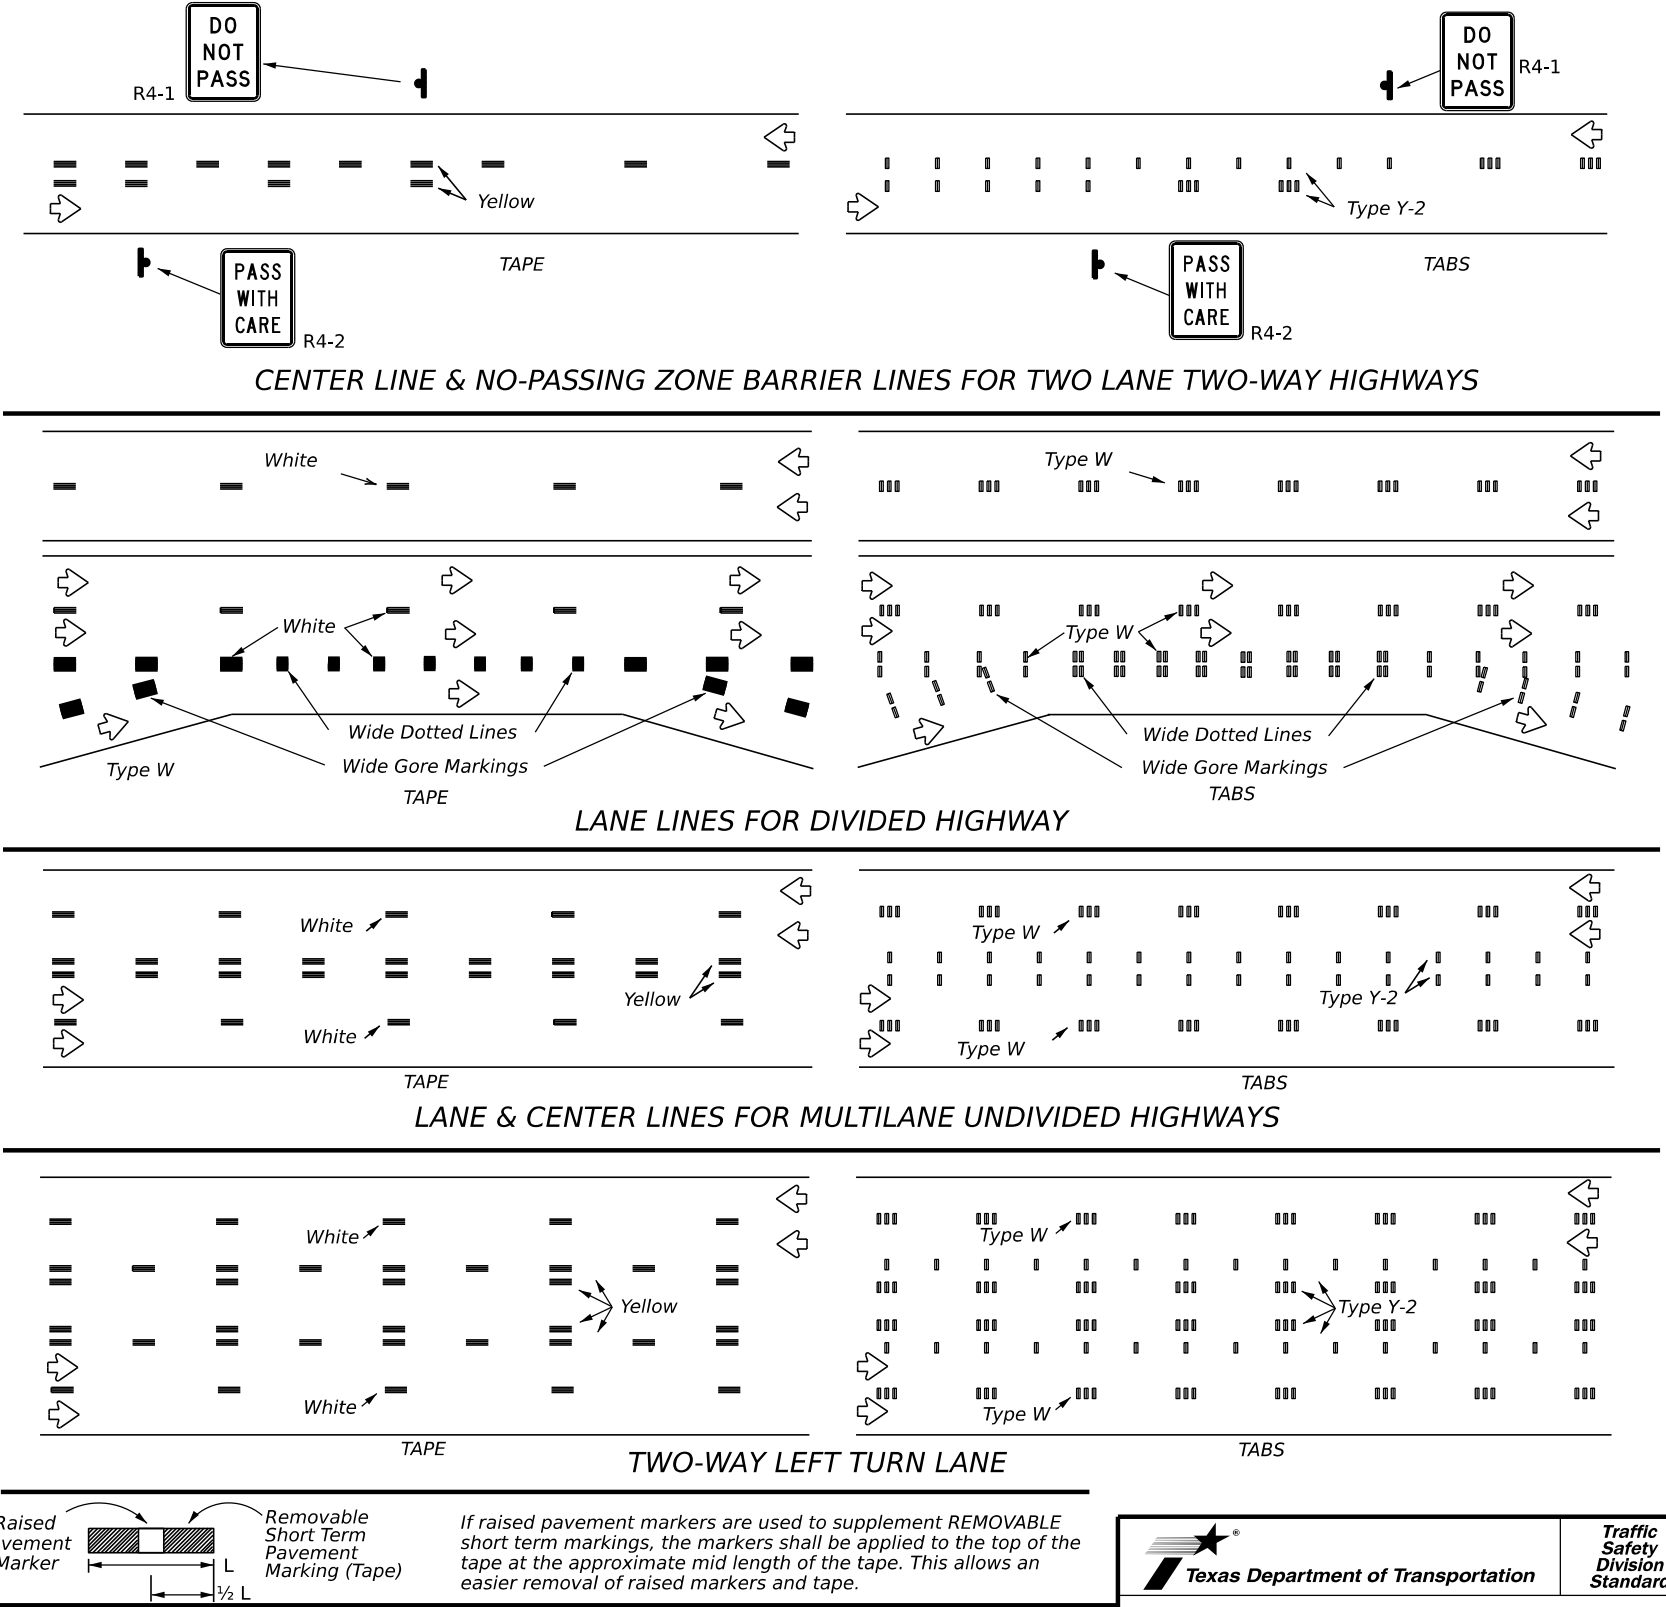 DO
NOT
PASS
R4-1
DO
NOT
PASS
R4-1
Yellow
Type Y-2
PASS
WITH
CARE
R4-2
TAPE
PASS
WITH
CARE
R4-2
TABS
CENTER LINE & NO-PASSING ZONE BARRIER LINES FOR TWO LANE TWO-WAY HIGHWAYS
White
Type W
White
Type W
Wide Dotted Lines
Wide Gore Markings
Type W
TAPE
Wide Dotted Lines
Wide Gore Markings
TABS
LANE LINES FOR DIVIDED HIGHWAY
White
Yellow
White
TAPE
Type W
Type Y-2
Type W
TABS
LANE & CENTER LINES FOR MULTILANE UNDIVIDED HIGHWAYS
White
Yellow
White
TAPE
Type W
Type Y-2
Type W
TABS
TWO-WAY LEFT TURN LANE
Raised
vement
Marker
L
½ L
Removable
Short Term
Pavement
Marking (Tape)
If raised pavement markers are used to supplement REMOVABLE
short term markings, the markers shall be applied to the top of the
tape at the approximate mid length of the tape. This allows an
easier removal of raised markers and tape.
®
Texas Department of Transportation
Traffic
Safety
Division
Standard